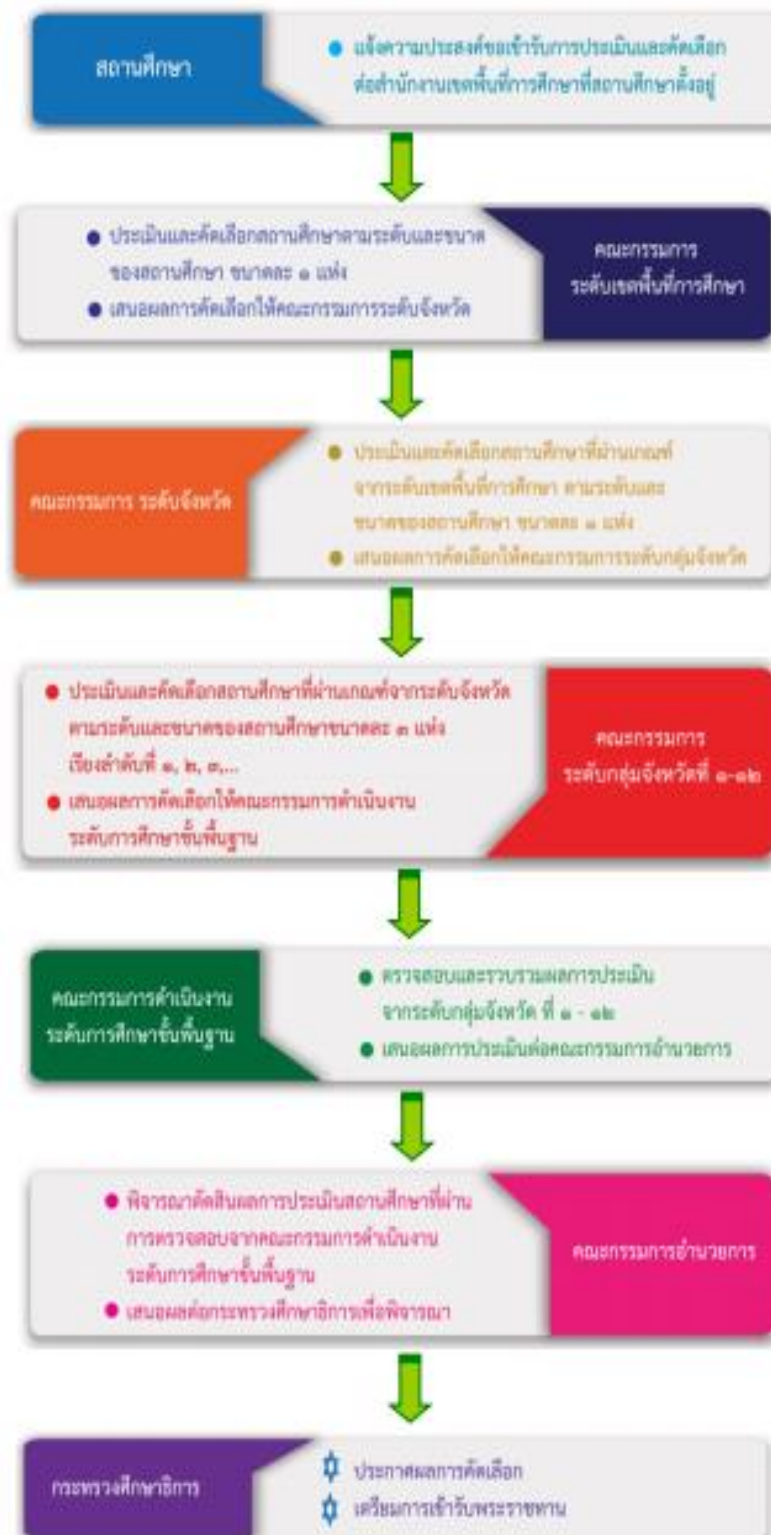 สถานศึกษา
● แจ้งความประสงค์ขอเข้ารับการประเมินและคัดเลือก
ต่อสำนักงานเขตพื้นที่การศึกษาที่สถานศึกษาตั้งอยู่
● ประเมินและคัดเลือกสถานศึกษาตามระดับและขนาด
ของสถานศึกษา ขนาดละ ๑ แห่ง
● เสนอผลการคัดเลือกให้คณะกรรมการระดับจังหวัด
คณะกรรมการ
ระดับเขตพื้นที่การศึกษา
คณะกรรมการ ระดับจังหวัด
● ประเมินและคัดเลือกสถานศึกษาที่ผ่านเกณฑ์
จากระดับเขตพื้นที่การศึกษา ตามระดับและ
ขนาดของสถานศึกษา ขนาดละ ๑ แห่ง
● เสนอผลการคัดเลือกให้คณะกรรมการระดับกลุ่มจังหวัด
● ประเมินและคัดเลือกสถานศึกษาที่ผ่านเกณฑ์จากระดับจังหวัด
ตามระดับและขนาดของสถานศึกษาขนาดละ ๓ แห่ง
เรียงลำดับที่ ๑, ๒, ๓,...
● เสนอผลการคัดเลือกให้คณะกรรมการดำเนินงาน
ระดับการศึกษาขั้นพื้นฐาน
คณะกรรมการ
ระดับกลุ่มจังหวัดที่ ๑-๑๒
คณะกรรมการดำเนินงาน
ระดับการศึกษาขั้นพื้นฐาน
● ตรวจสอบและรวบรวมผลการประเมิน
จากระดับกลุ่มจังหวัด ที่ ๑ - ๑๒
● เสนอผลการประเมินต่อคณะกรรมการอำนวยการ
● พิจารณาตัดสินผลการประเมินสถานศึกษาที่ผ่าน
การตรวจสอบจากคณะกรรมการดำเนินงาน
ระดับการศึกษาขั้นพื้นฐาน
● เสนอผลต่อกระทรวงศึกษาธิการเพื่อพิจารณา
คณะกรรมการอำนวยการ
กระทรวงศึกษาธิการ
ประกาศผลการคัดเลือก
เตรียมการเข้ารับพระราชทาน